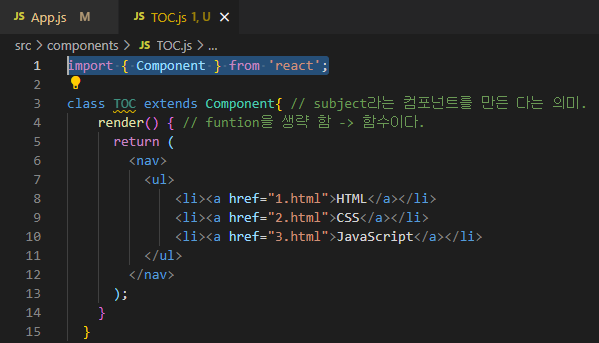 JS App.js M JS TOC.js 1, U ×
src > components > JS TOC.js > ...
1 import { Component } from 'react';
2
3 class TOC extends Component{ // subject라는 컴포넌트를 만든 다는 의미.
4 render() { // funtion을 생략 함 -> 함수이다.
5 return (
6 <nav>
7 <ul>
8 <li><a href="1.html">HTML</a></li>
9 <li><a href="2.html">CSS</a></li>
10 <li><a href="3.html">JavaScript</a></li>
11 </ul>
12 </nav>
13 );
14 }
15 }